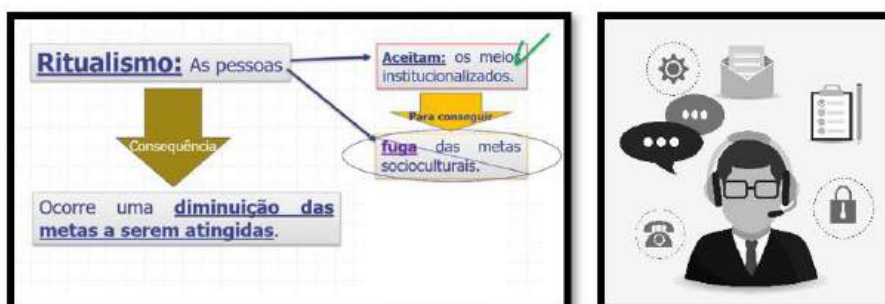 Ritualismo: As pessoas
Aceitam: os meios
institucionalizados.
Para conseguir
Consequência
fuga das metas
socioculturais.
Ocorre uma diminuição das
metas a serem atingidas.